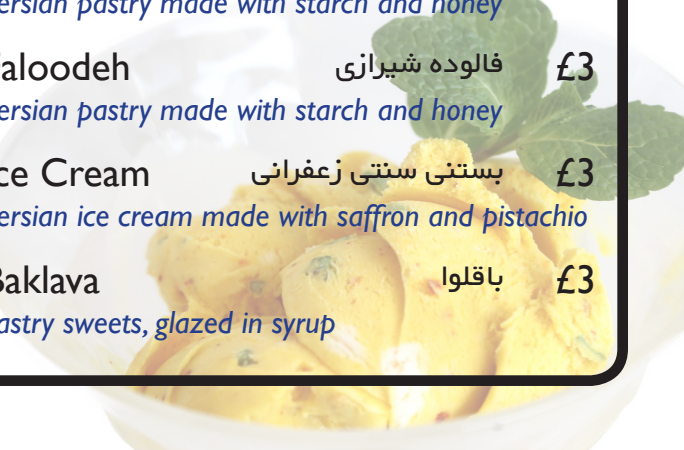 ersian pastry made with starch and honey
aloodeh فالوده شیرازی £3
ersian pastry made with starch and honey
ce Cream بستنی سنتی زعفرانی £3
ersian ice cream made with saffron and pistachio
Baklava باقلوا £3
astry sweets, glazed in syrup